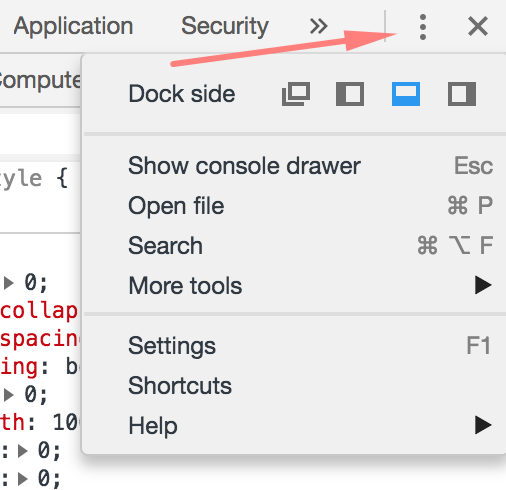 Application Security »
Compute
Dock side
tyle {
Show console drawer Esc
Open file ⌘ P
Search ⌘ ⌥ F
0;
More tools ▶
collap
spacing
Settings F1
ing: b
Shortcuts
0;
th: 10
Help ▶
: 0;
: 0;